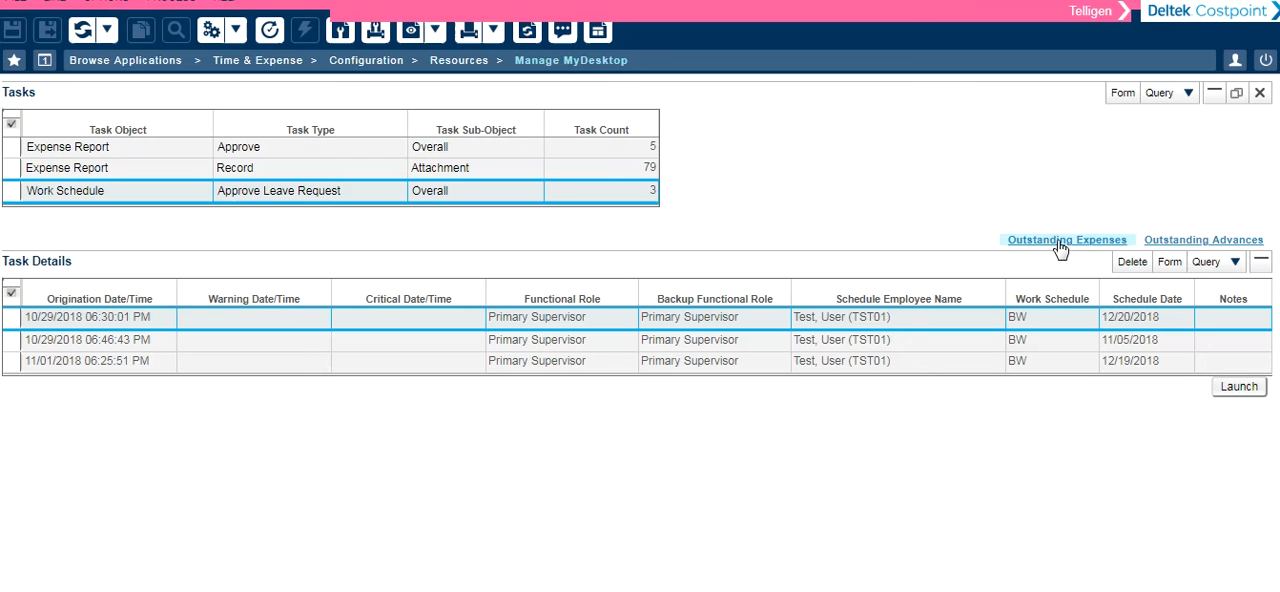 Telligen Deltek Costpoint
1 Browse Applications > Time & Expense > Configuration > Resources > Manage MyDesktop
Tasks Form Query
Task Object Task Type Task Sub-Object Task Count
Expense Report Approve Overall 5
Expense Report Record Attachment 79
Work Schedule Approve Leave Request Overall 3
Outstanding Expenses Outstanding Advances
Task Details Delete Form Query
Origination Date/Time Warning Date/Time Critical Date/Time Functional Role Backup Functional Role Schedule Employee Name Work Schedule Schedule Date Notes
10/29/2018 06:30:01 PM Primary Supervisor Primary Supervisor Test, User (TST01) BW 12/20/2018
10/29/2018 06:46:43 PM Primary Supervisor Primary Supervisor Test, User (TST01) BW 11/05/2018
11/01/2018 06:25:51 PM Primary Supervisor Primary Supervisor Test, User (TST01) BW 12/19/2018
Launch